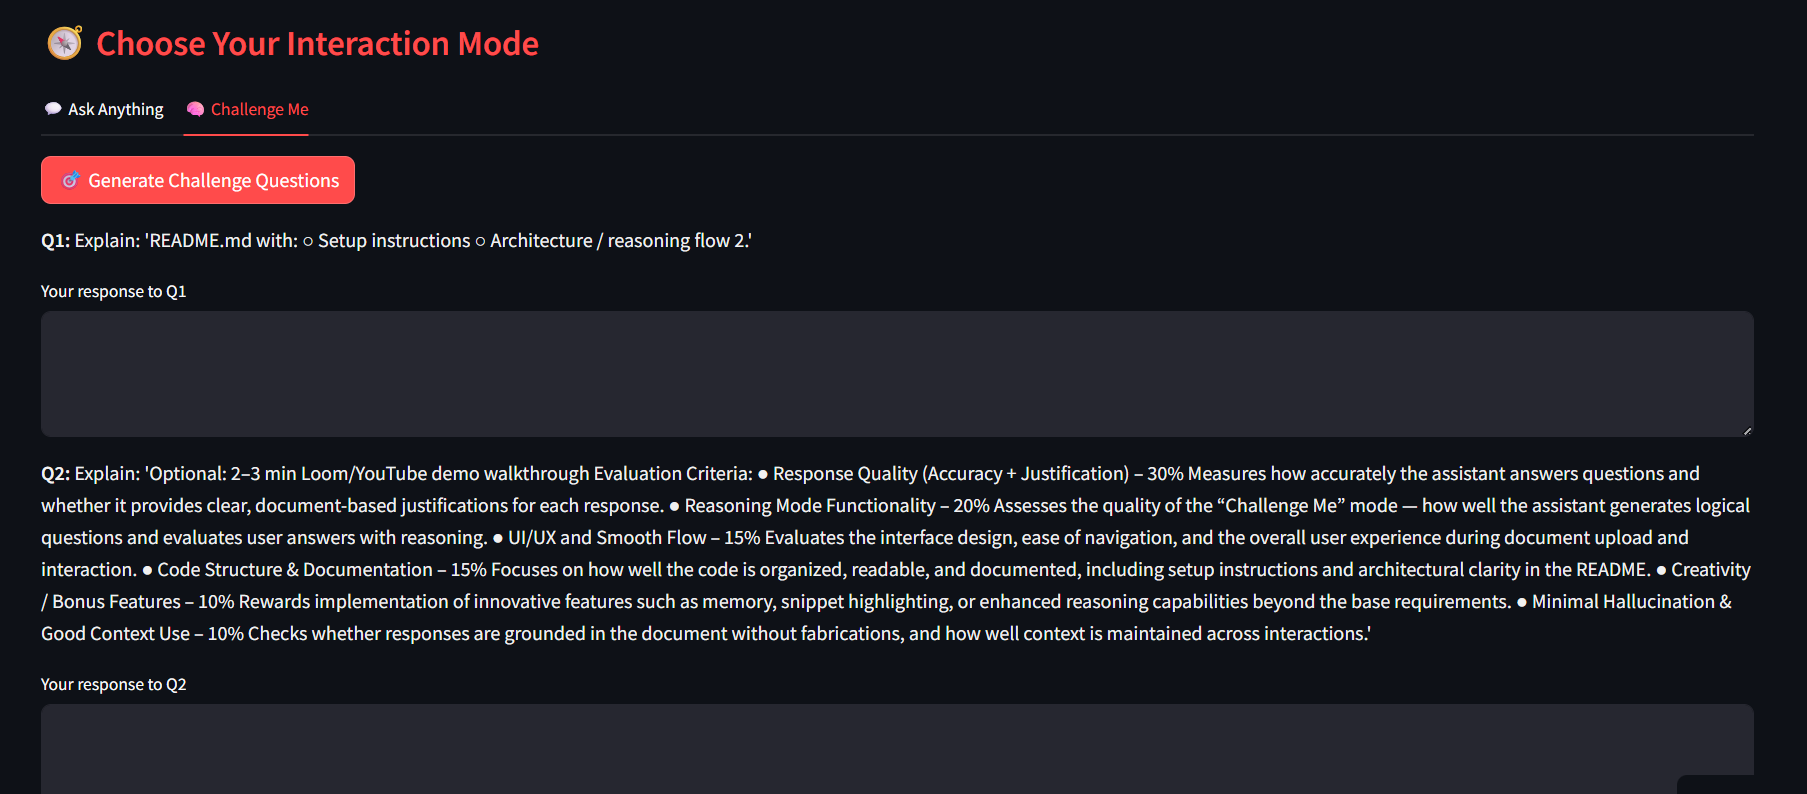 Choose Your Interaction Mode
Ask Anything
Challenge Me
Generate Challenge Questions
Q1: Explain: 'README.md with: ○ Setup instructions ○ Architecture / reasoning flow 2.'
Your response to Q1
Q2: Explain: 'Optional: 2–3 min Loom/YouTube demo walkthrough Evaluation Criteria: ● Response Quality (Accuracy + Justification) – 30% Measures how accurately the assistant answers questions and
whether it provides clear, document-based justifications for each response. ● Reasoning Mode Functionality – 20% Assesses the quality of the “Challenge Me” mode — how well the assistant generates logical
questions and evaluates user answers with reasoning. ● UI/UX and Smooth Flow – 15% Evaluates the interface design, ease of navigation, and the overall user experience during document upload and
interaction. ● Code Structure & Documentation – 15% Focuses on how well the code is organized, readable, and documented, including setup instructions and architectural clarity in the README. ● Creativity
/ Bonus Features – 10% Rewards implementation of innovative features such as memory, snippet highlighting, or enhanced reasoning capabilities beyond the base requirements. ● Minimal Hallucination &
Good Context Use – 10% Checks whether responses are grounded in the document without fabrications, and how well context is maintained across interactions.'
Your response to Q2